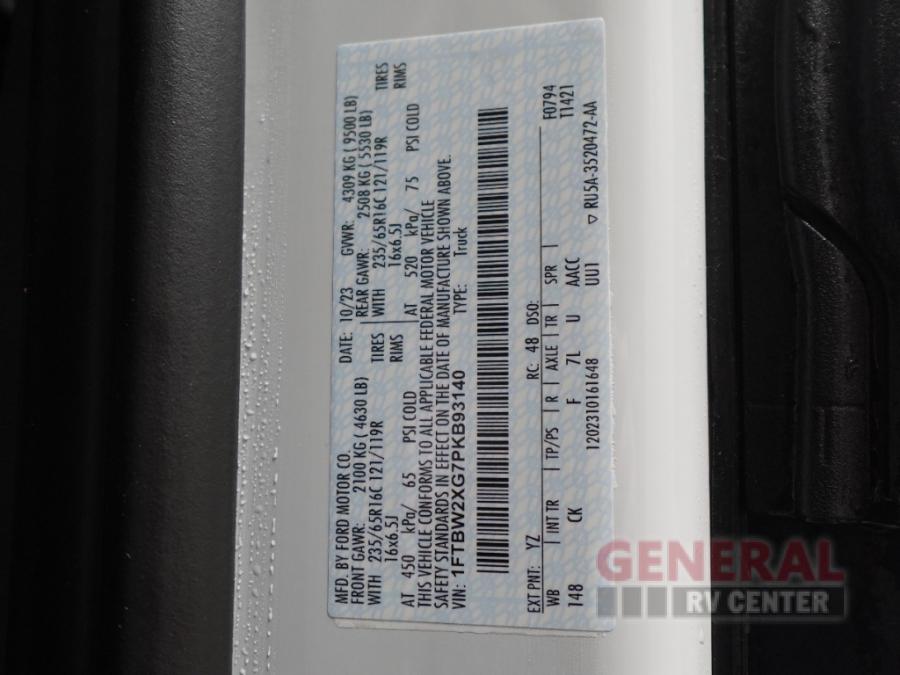 MFD. BY FORD MOTOR CO. DATE: 10/23 GVWR: 4309 KG ( 9500 LB)
FRONT GAWR: 2100 KG ( 4630 LB) REAR GAWR: 2508 KG ( 5530 LB)
WITH 235/65R16C 121/119R TIRES WITH 235/65R16C 121/119R TIRES
16x6.5J RIMS 16x6.5J RIMS
AT 450 kPa/ 65 PSI COLD AT 520 kPa/ 75 PSI COLD
THIS VEHICLE CONFORMS TO ALL APPLICABLE FEDERAL MOTOR VEHICLE
SAFETY STANDARDS IN EFFECT ON THE DATE OF MANUFACTURE SHOWN ABOVE.
VIN: 1FTBW2XG7PKB93140 TYPE: Truck
EXT PNT: YZ RC: 48 DSO: F0794
WB INT TR TP/PS R AXLE TR SPR T1421
148 CK F 7L U AACC
1202310161648 UU1 ▽ RU5A-3520472-AA
GENERAL
RV CENTER